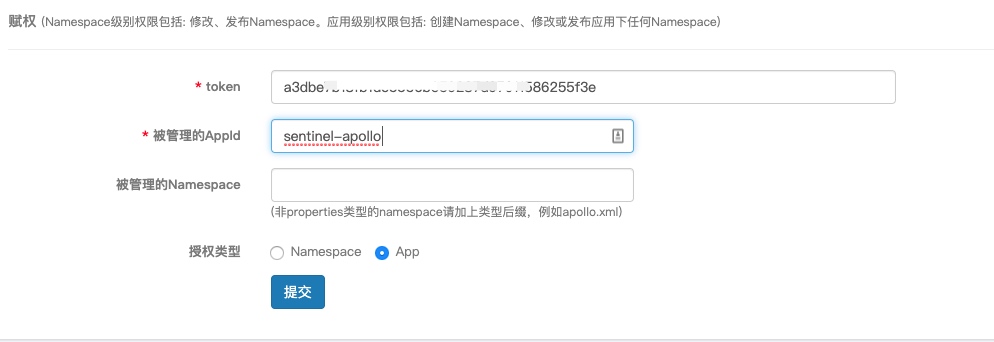 赋权 (Namespace级别权限包括: 修改、发布Namespace。应用级别权限包括: 创建Namespace、修改或发布应用下任何Namespace)
* token
a3dbe 586255f3e
* 被管理的AppId
sentinel-apollo
被管理的Namespace
(非properties类型的namespace请加上类型后缀，例如apollo.xml)
授权类型 Namespace App
提交